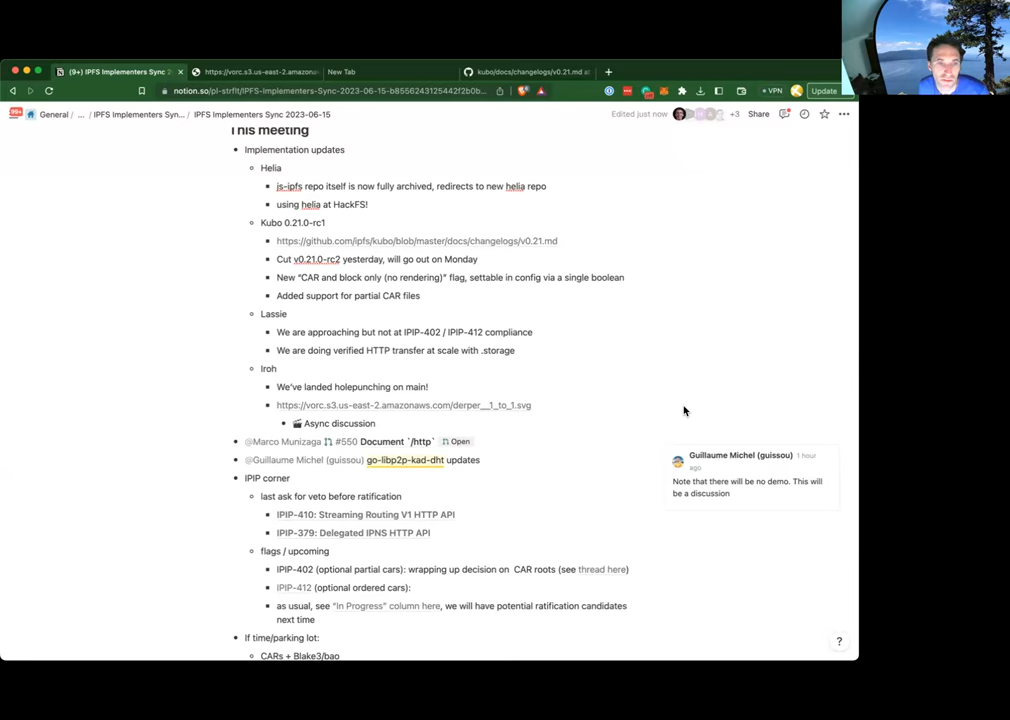 (9+) IPFS Implementers Sync 2
https://vorc.s3.us-east-2.amazona
New Tab
kubo/docs/changelogs/v0.21.md at
notion.so/pl-strflt/IPFS-Implementers-Sync-2023-06-15-b8556243125442f2b0b...
VPN
Update
99+
General / ... / IPFS Implementers Syn... / IPFS Implementers Sync 2023-06-15
Edited just now
+3
Share
This meeting
Implementation updates
Helia
js-ipfs repo itself is now fully archived, redirects to new helia repo
using helia at HackFS!
Kubo 0.21.0-rc1
https://github.com/ipfs/kubo/blob/master/docs/changelogs/v0.21.md
Cut v0.21.0-rc2 yesterday, will go out on Monday
New “CAR and block only (no rendering)” flag, settable in config via a single boolean
Added support for partial CAR files
Lassie
We are approaching but not at IPIP-402 / IPIP-412 compliance
We are doing verified HTTP transfer at scale with .storage
Iroh
We've landed holepunching on main!
https://vorc.s3.us-east-2.amazonaws.com/derper__1_to_1.svg
🎬 Async discussion
@Marco Munizaga #550 Document `/http` Open
@Guillaume Michel (guissou) go-libp2p-kad-dht updates
Guillaume Michel (guissou) 1 hour ago
Note that there will be no demo. This will
be a discussion
IPIP corner
last ask for veto before ratification
IPIP-410: Streaming Routing V1 HTTP API
IPIP-379: Delegated IPNS HTTP API
flags / upcoming
IPIP-402 (optional partial cars): wrapping up decision on CAR roots (see thread here)
IPIP-412 (optional ordered cars):
as usual, see “In Progress” column here, we will have potential ratification candidates
next time
If time/parking lot:
CARs + Blake3/bao
?